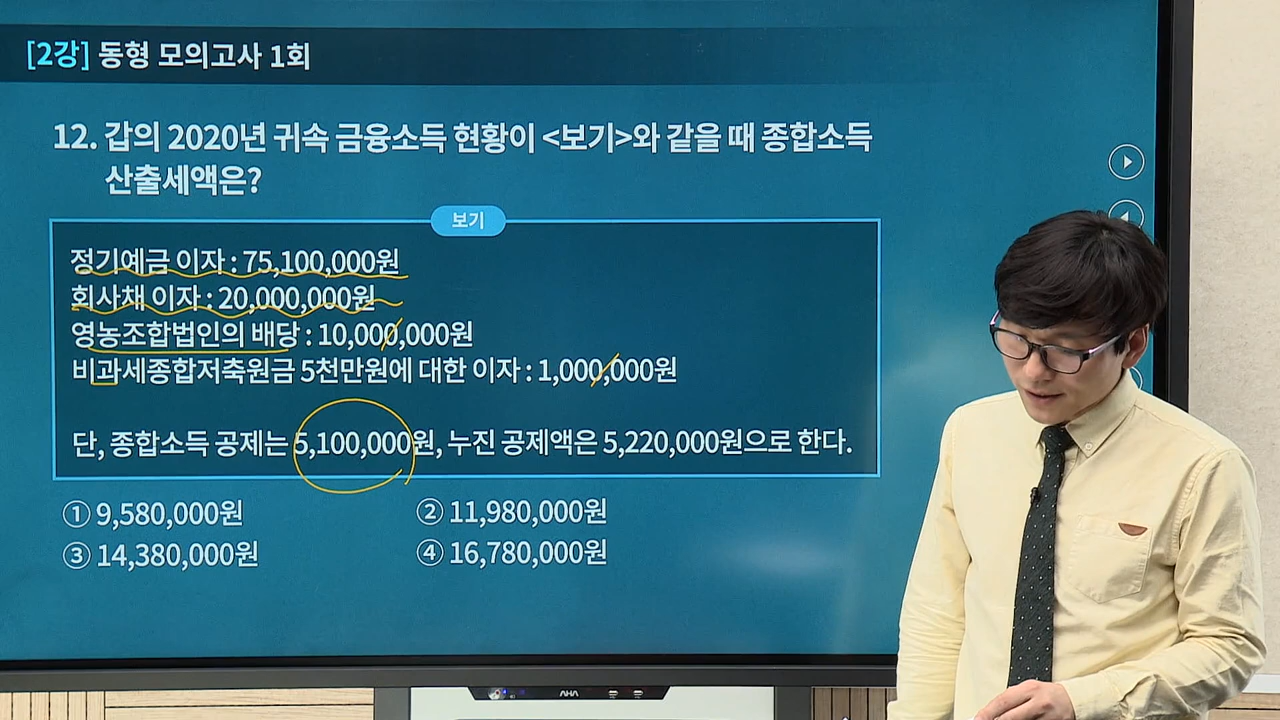 [2강] 동형 모의고사 1회
12. 갑의 2020년 귀속 금융소득 현황이 <보기>와 같을 때 종합소득
산출세액은?
보기
정기예금 이자 : 75,100,000원
회사채 이자 : 20,000,000원
영농조합법인의 배당 : 10,000,000원
비과세종합저축원금 5천만원에 대한 이자 : 1,000,000원
단, 종합소득 공제는 5,100,000원, 누진 공제액은 5,220,000원으로 한다.
① 9,580,000원 ② 11,980,000원
③ 14,380,000원 ④ 16,780,000원
AHA